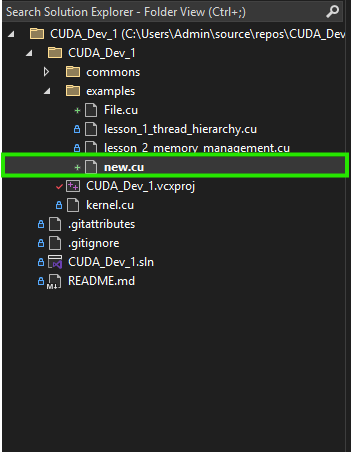 Search Solution Explorer - Folder View (Ctrl+;)
CUDA_Dev_1 (C:\Users\Admin\source\repos\CUDA_Dev
CUDA_Dev_1
commons
examples
File.cu
lesson_1_thread_hierarchy.cu
lesson_2_memory_management.cu
new.cu
CUDA_Dev_1.vcxproj
kernel.cu
.gitattributes
.gitignore
CUDA_Dev_1.sln
README.md